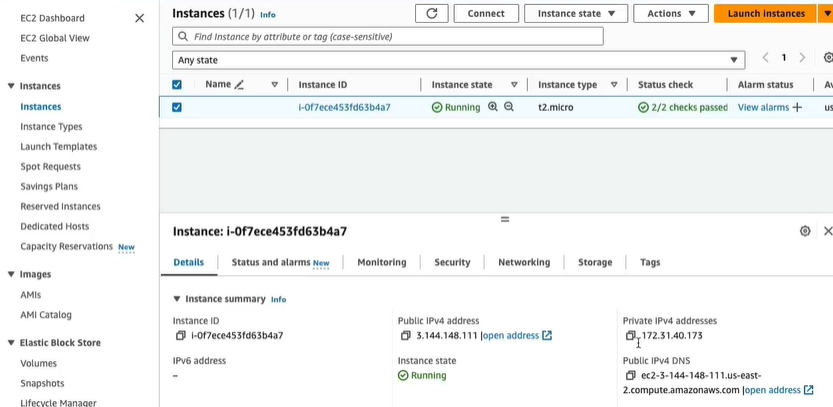 EC2 Dashboard
EC2 Global View
Events
Instances
Instances
Instance Types
Launch Templates
Spot Requests
Savings Plans
Reserved Instances
Dedicated Hosts
Capacity Reservations New
Images
AMIs
AMI Catalog
Elastic Block Store
Volumes
Snapshots
Lifecycle Manager
Instances (1/1) Info
Connect
Instance state
Actions
Launch instances
Find Instance by attribute or tag (case-sensitive)
Any state
1
Name Instance ID Instance state Instance type Status check Alarm status Av
i-0f7ece453fd63b4a7 Running t2.micro 2/2 checks passed View alarms + us
Instance: i-0f7ece453fd63b4a7
Details Status and alarms New Monitoring Security Networking Storage Tags
Instance summary Info
Instance ID
i-0f7ece453fd63b4a7
Public IPv4 address
3.144.148.111 |open address
Private IPv4 addresses
172.31.40.173
IPv6 address
–
Instance state
Running
Public IPv4 DNS
ec2-3-144-148-111.us-east-
2.compute.amazonaws.com |open address